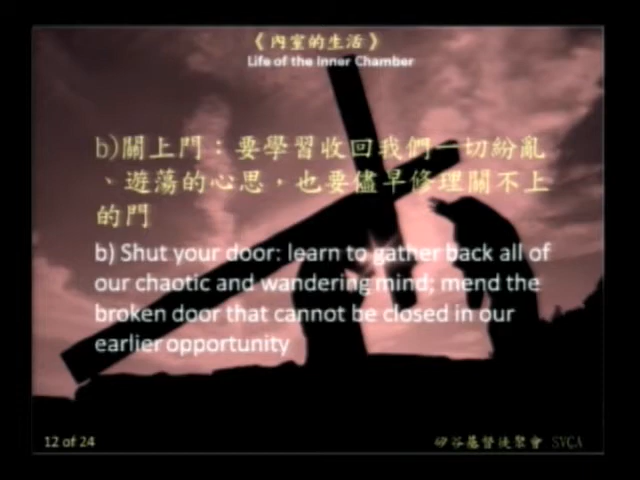 《內室的生活》
Life of the Inner Chamber
b)關上門：要學習收回我們一切紛亂
、遊蕩的心思，也要儘早修理關不上
的門
b) Shut your door: learn to gather back all of
our chaotic and wandering mind; mend the
broken door that cannot be closed in our
earlier opportunity
12 of 24
矽谷基督徒聚會 SVCA